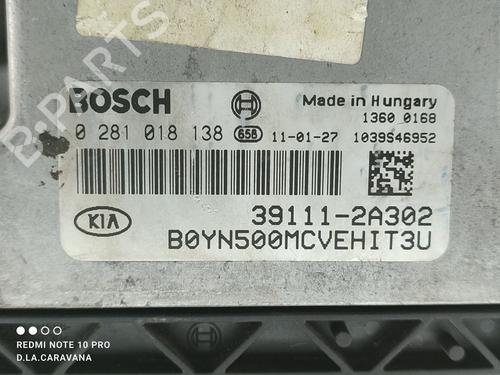 B-PARTS
BOSCH
Made in Hungary
1360 0168
0 281 018 138 658 11-01-27 1039S46952
KIA
39111-2A302
B0YN500MCVEHIT3U
REDMI NOTE 10 PRO
D.LA.CARAVANA